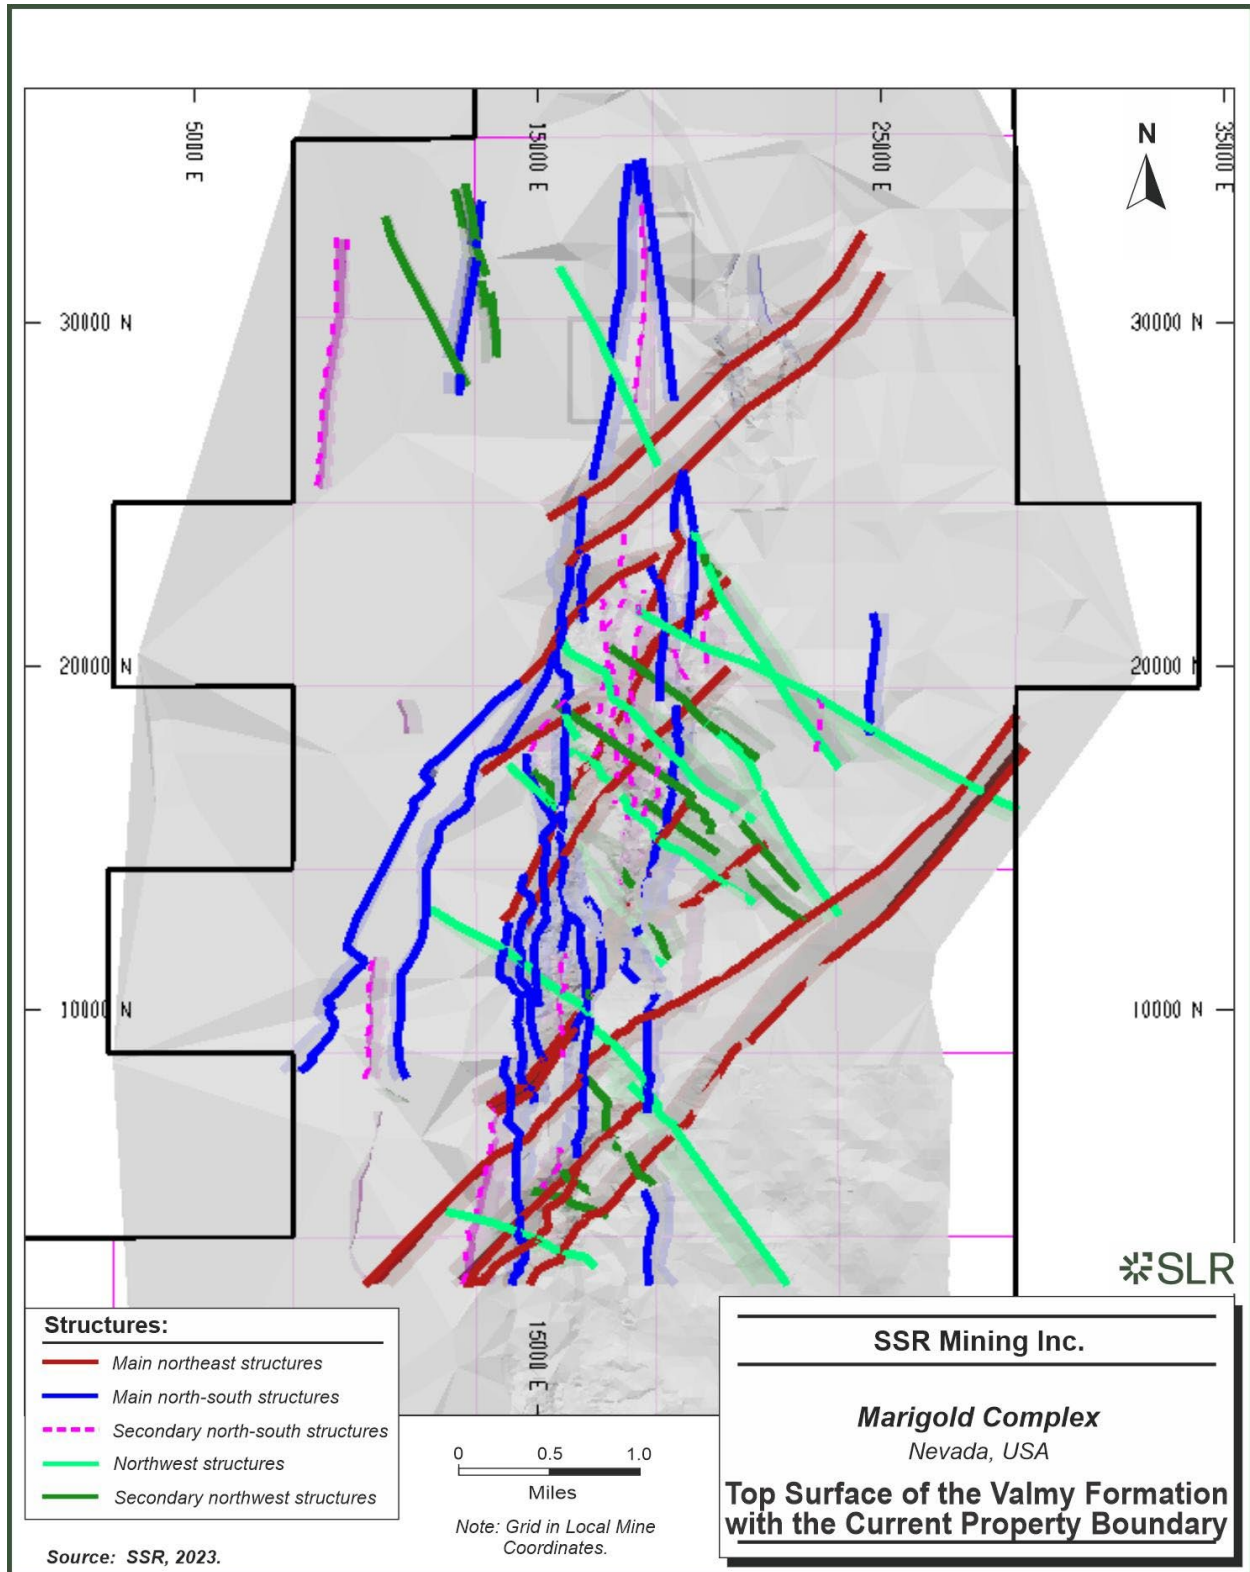 5000 E
15000 E
25000 E
35000 E
N
30000 N
30000 N
20000 N
20000 N
10000 N
10000 N
15000 E
SLR
Structures:
Main northeast structures
Main north-south structures
Secondary north-south structures
Northwest structures
Secondary northwest structures
Source: SSR, 2023.
0 0.5 1.0
Miles
Note: Grid in Local Mine
Coordinates.
SSR Mining Inc.
Marigold Complex
Nevada, USA
Top Surface of the Valmy Formation
with the Current Property Boundary